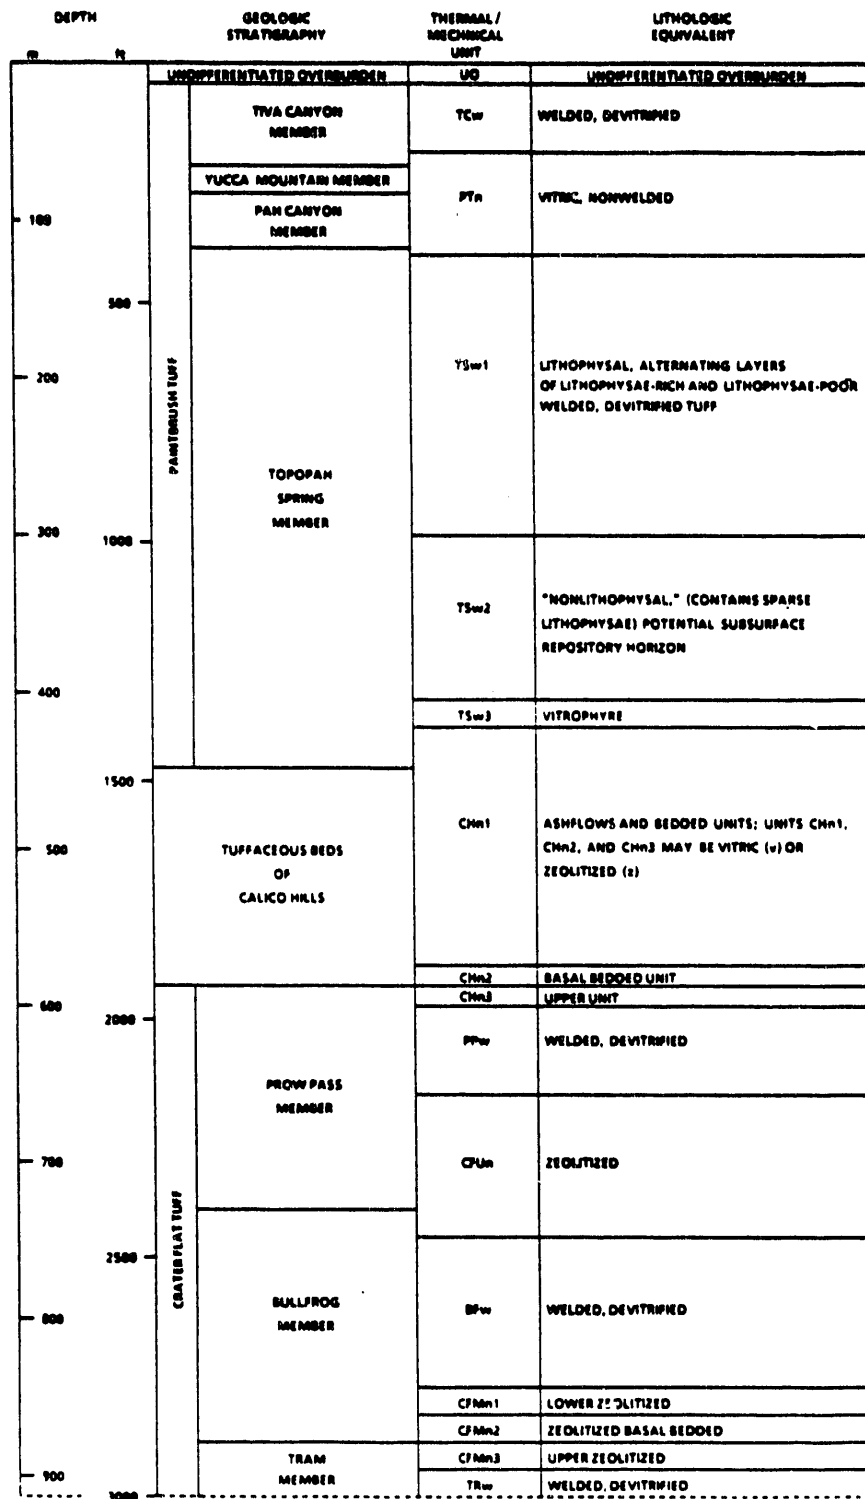 DEPTH
GEOLOGIC
STRATIGRAPHY
THERMAL /
MECHNICAL
UNIT
LITHOLOGIC
EQUIVALENT
m ft
UNDIFFERENTIATED OVERBURDEN UO UNDIFFERENTIATED OVERBURDEN
TIVA CANYON
MEMBER
TCw WELDED, DEVITRIFIED
YUCCA MOUNTAIN MEMBER
PTn VITRIC, NONWELDED
PAH CANYON
MEMBER
100
500
200
PAINTBRUSH TUFF
TSw1 LITHOPHYSAL, ALTERNATING LAYERS
OF LITHOPHYSAE-RICH AND LITHOPHYSAE-POOR
WELDED, DEVITRIFIED TUFF
TOPOPAH
SPRING
MEMBER
300
1000
TSw2 "NONLITHOPHYSAL," (CONTAINS SPARSE
LITHOPHYSAE) POTENTIAL SUBSURFACE
REPOSITORY HORIZON
400
TSw3 VITROPHYRE
1500
CHn1 ASHFLOWS AND BEDDED UNITS; UNITS CHn1,
CHn2, AND CHn3 MAY BE VITRIC (v) OR
ZEOLITIZED (z)
500
TUFFACEOUS BEDS
OF
CALICO HILLS
CHn2 BASAL BEDDED UNIT
CHn3 UPPER UNIT
600
2000
PPw WELDED, DEVITRIFIED
PROW PASS
MEMBER
700
CFUn ZEOLITIZED
CRATER FLAT TUFF
2500
BULLFROG
MEMBER
800
BFw WELDED, DEVITRIFIED
CFMn1 LOWER ZEOLITIZED
CFMn2 ZEOLITIZED BASAL BEDDED
TRAM
MEMBER
CFMn3 UPPER ZEOLITIZED
900
3000
TRw WELDED, DEVITRIFIED